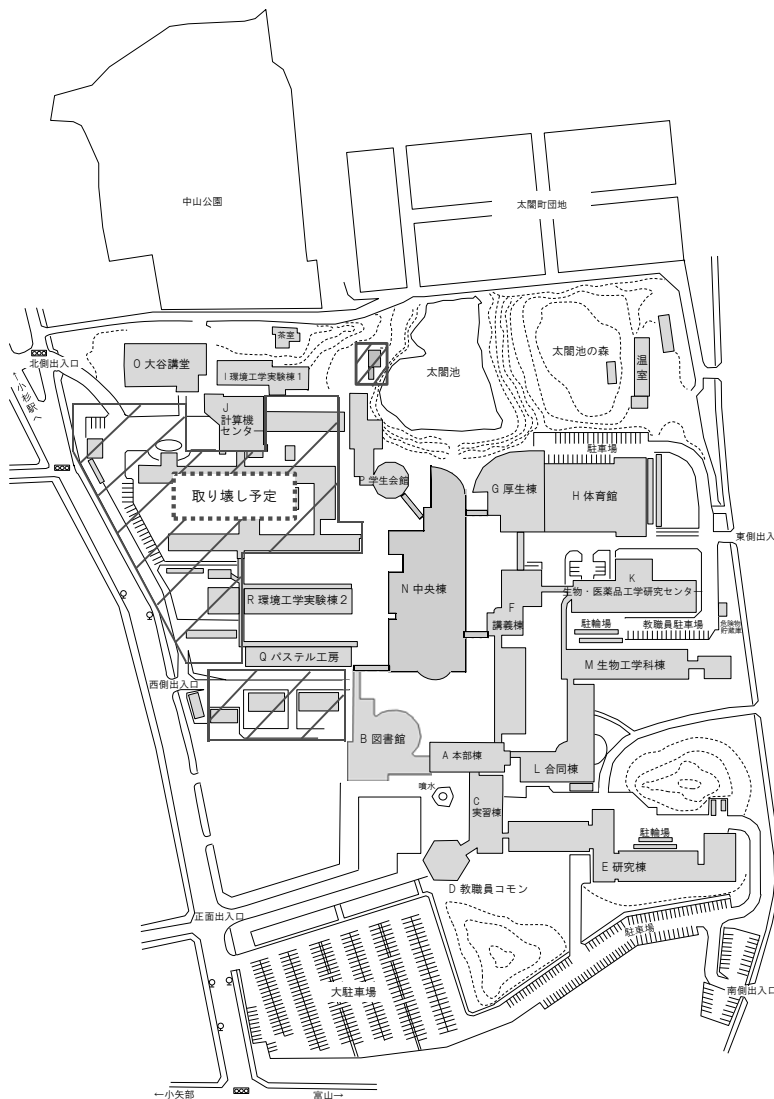 中山公園
太閤町団地
茶室
O 大谷講堂
I 環境工学実験棟1
太閤池
太閤池の森
温室
北側出入口
←小杉駅
J
計算機
センター
取り壊し予定
P 学生会館
駐車場
G 厚生棟
H 体育館
東側出入
N 中央棟
K
生物・医薬品工学研究センター
R 環境工学実験棟2
F
講義棟
駐輪場
教職員駐車場
危険物
貯蔵庫
Q パステル工房
M 生物工学科棟
西側出入口
B 図書館
A 本部棟
L 合同棟
噴水
C
実習棟
駐輪場
E 研究棟
D 教職員コモン
正面出入口
駐車場
大駐車場
南側出入口
←小矢部
富山→